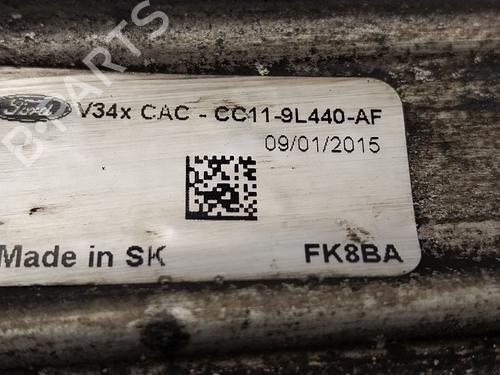 B-PARTS
Ford V34x CAC - CC11-9L440-AF
09/01/2015
Made in SK
FK8BA